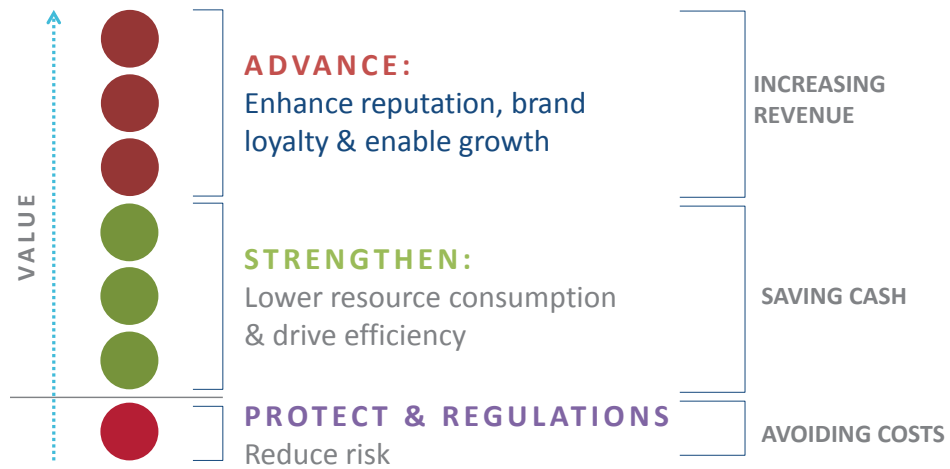 VALUE
ADVANCE:
Enhance reputation, brand
loyalty & enable growth
INCREASING
REVENUE
STRENGTHEN:
Lower resource consumption
& drive efficiency
SAVING CASH
PROTECT & REGULATIONS
Reduce risk
AVOIDING COSTS